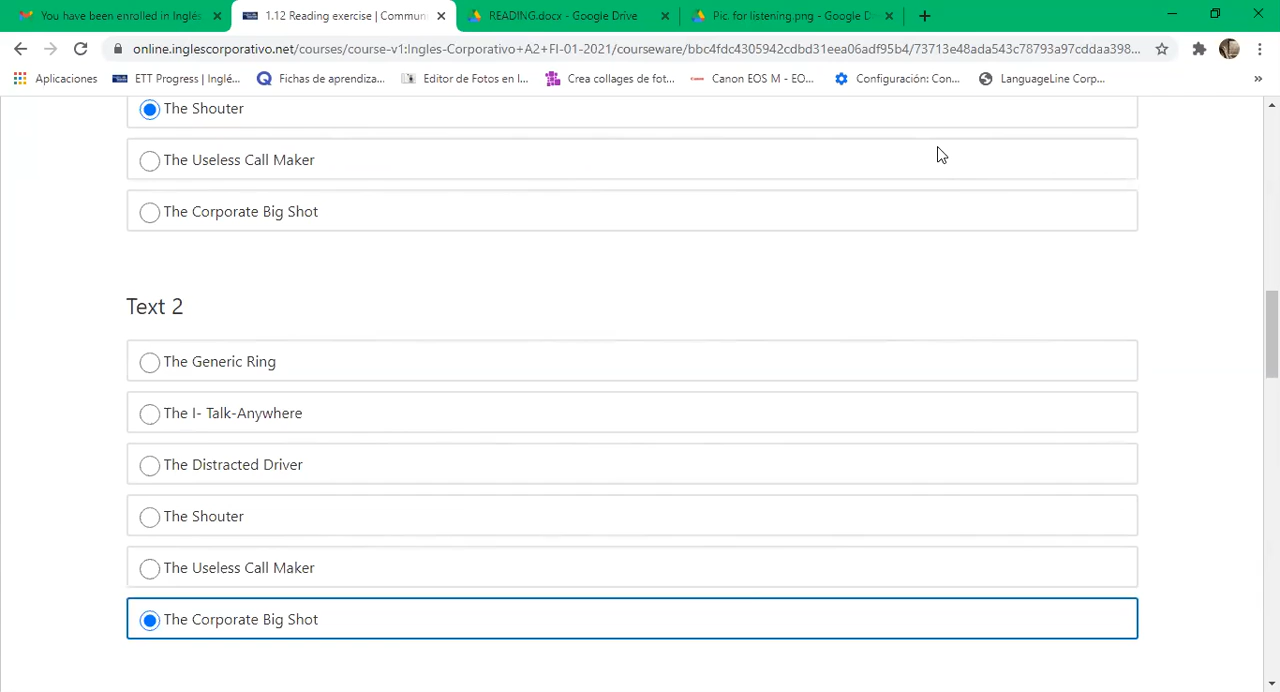 You have been enrolled in Inglés
1.12 Reading exercise | Commun
READING.docx - Google Drive
Pic. for listening.png - Google D
online.inglescorporativo.net/courses/course-v1:Ingles-Corporativo+A2+FI-01-2021/courseware/bbc4fdc4305942cdbd31eea06adf95b4/73713e48ada543c78793a97cddaa398...
Aplicaciones
ETT Progress | Inglé...
Fichas de aprendiza...
Editor de Fotos en l...
Crea collages de fot...
Canon EOS M - EO...
Configuración: Con...
LanguageLine Corp...
»
The Shouter
The Useless Call Maker
The Corporate Big Shot
Text 2
The Generic Ring
The I- Talk-Anywhere
The Distracted Driver
The Shouter
The Useless Call Maker
The Corporate Big Shot